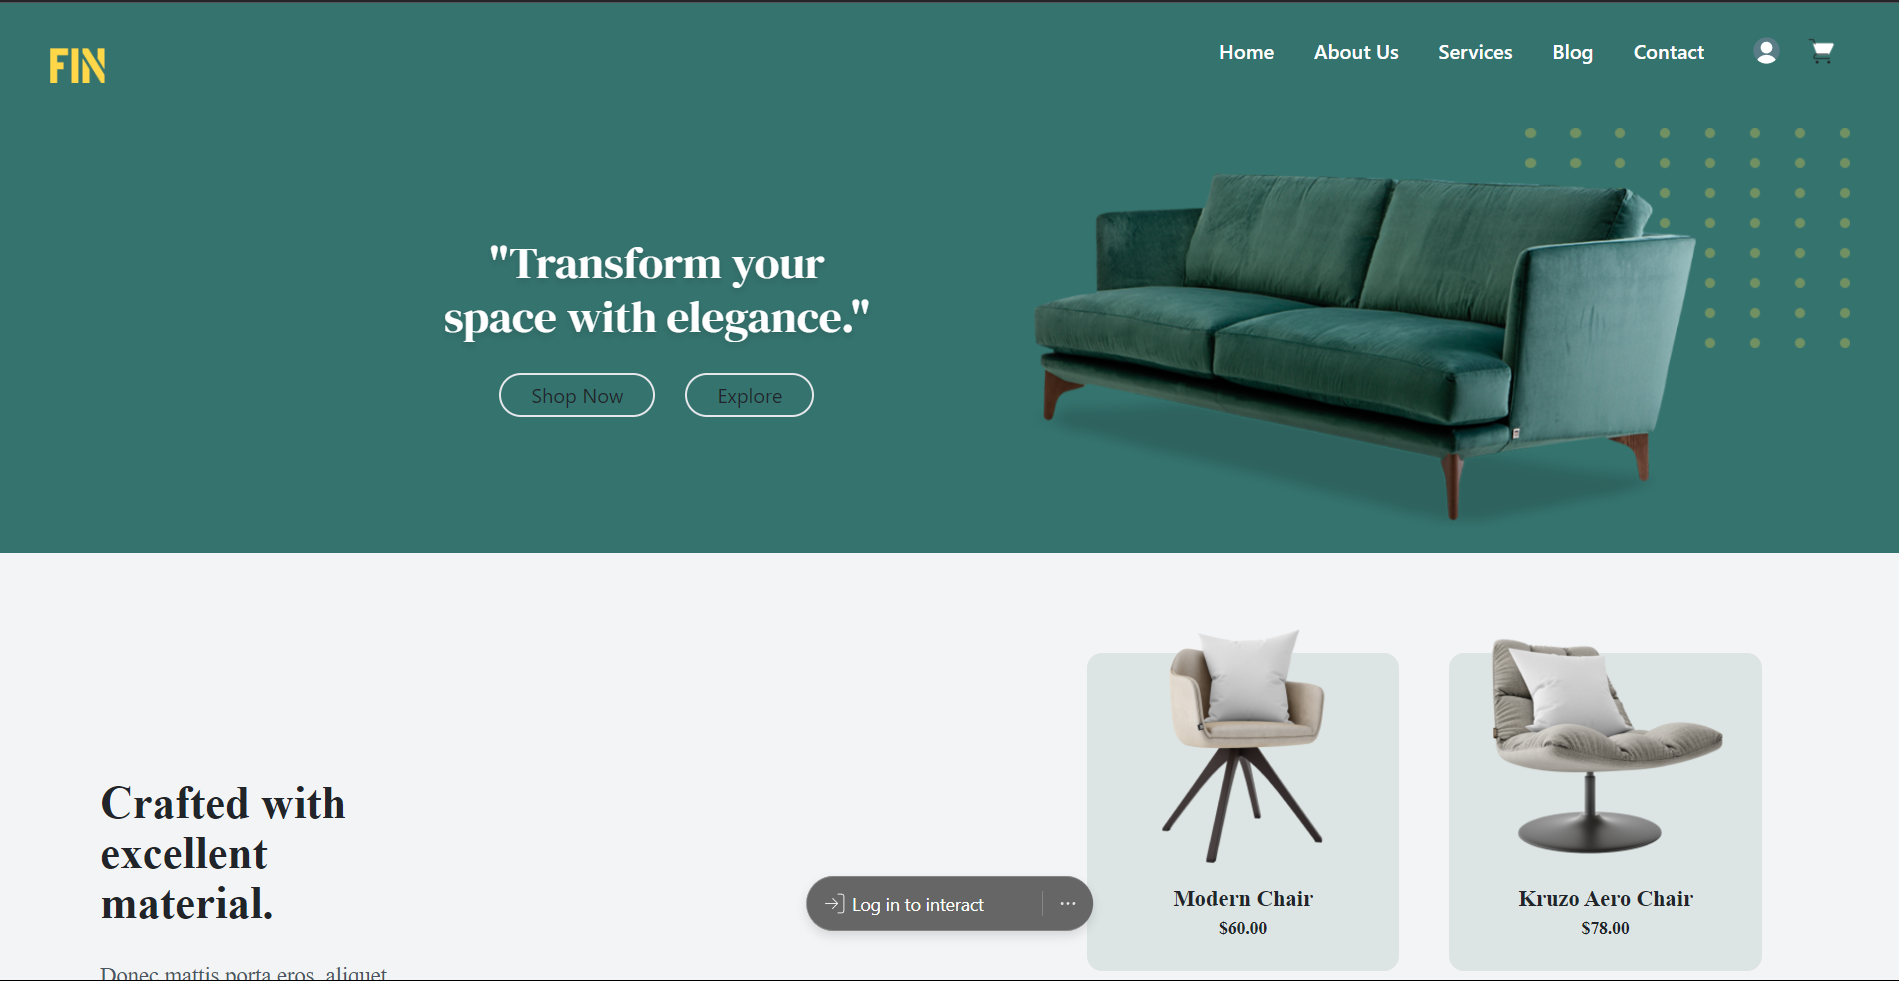 FIN
Home About Us Services Blog Contact
"Transform your
space with elegance."
Shop Now Explore
Crafted with
excellent
material.
Donec mattis porta eros, aliquet
Modern Chair
$60.00
Kruzo Aero Chair
$78.00
Log in to interact